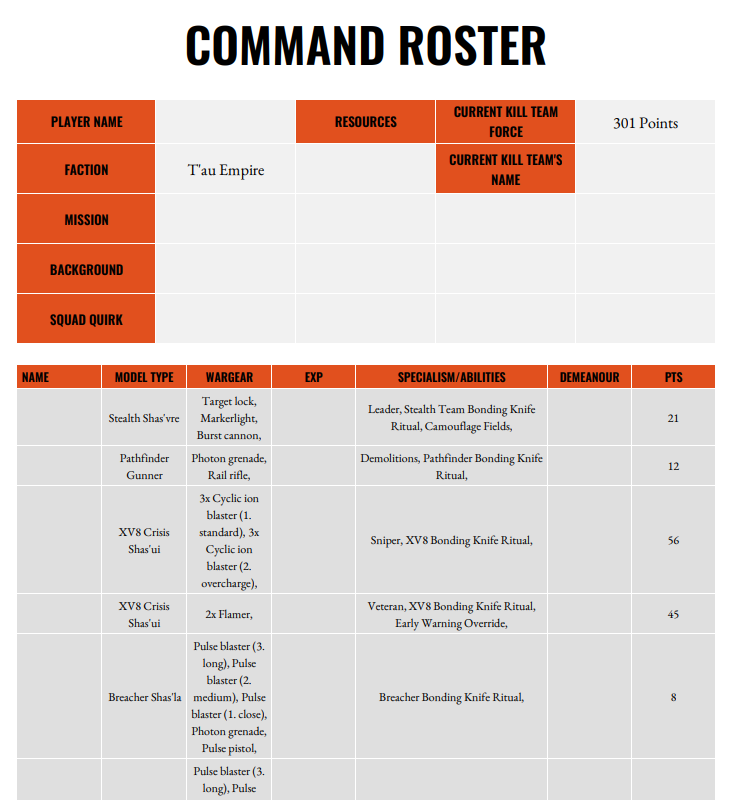 COMMAND ROSTER
PLAYER NAME
RESOURCES
CURRENT KILL TEAM
FORCE
301 Points
FACTION
T'au Empire
CURRENT KILL TEAM'S
NAME
MISSION
BACKGROUND
SQUAD QUIRK
NAME
MODEL TYPE
WARGEAR
EXP
SPECIALISM/ABILITIES
DEMEANOUR
PTS
Stealth Shas'vre
Target lock,
Markerlight,
Burst cannon,
Leader, Stealth Team Bonding Knife
Ritual, Camouflage Fields,
21
Pathfinder
Gunner
Photon grenade,
Rail rifle,
Demolitions, Pathfinder Bonding Knife
Ritual,
12
XV8 Crisis
Shas'ui
3x Cyclic ion
blaster (1.
standard), 3x
Cyclic ion
blaster (2.
overcharge),
Sniper, XV8 Bonding Knife Ritual,
56
XV8 Crisis
Shas'ui
2x Flamer,
Veteran, XV8 Bonding Knife Ritual,
Early Warning Override,
45
Breacher Shas'la
Pulse blaster (3.
long), Pulse
blaster (2.
medium), Pulse
blaster (1. close),
Photon grenade,
Pulse pistol,
Breacher Bonding Knife Ritual,
8
Pulse blaster (3.
long), Pulse